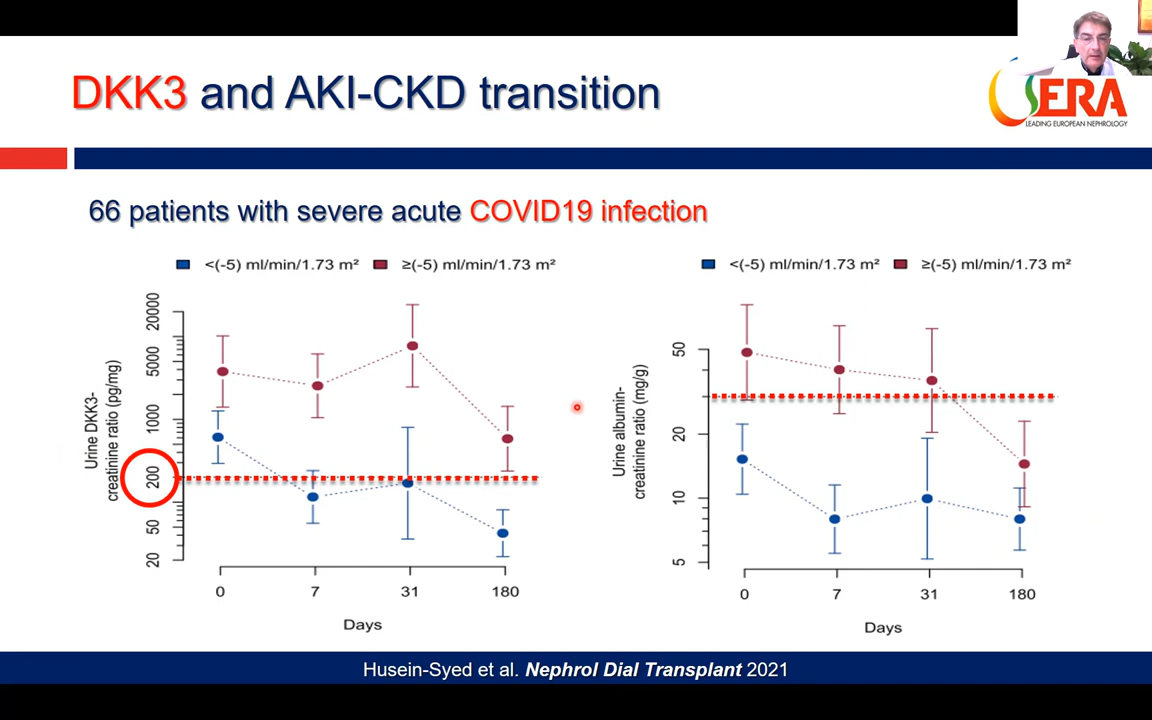 DKK3 and AKI-CKD transition
ERA
LEADING EUROPEAN NEPHROLOGY
66 patients with severe acute COVID19 infection
<(-5) ml/min/1.73 m² ≥(-5) ml/min/1.73 m²
Urine DKK3-
creatinine ratio (pg/mg)
20000
5000
1000
200
50
20
0 7 31 180
Days
<(-5) ml/min/1.73 m² ≥(-5) ml/min/1.73 m²
Urine albumin-
creatinine ratio (mg/g)
50
20
10
5
0 7 31 180
Days
Husein-Syed et al. Nephrol Dial Transplant 2021